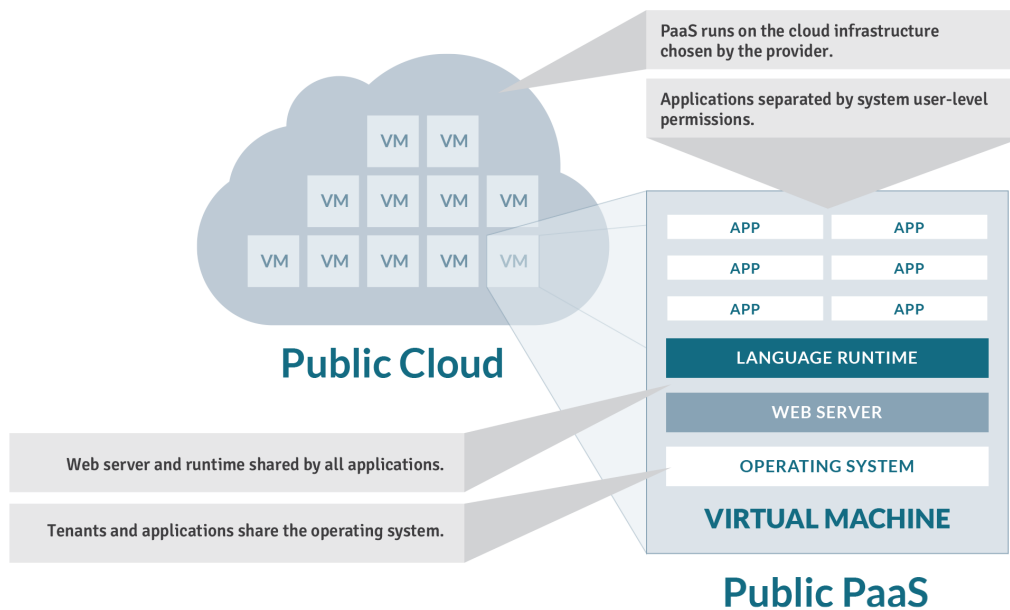 PaaS runs on the cloud infrastructure
chosen by the provider.
Applications separated by system user-level
permissions.
VM VM
VM VM VM VM
VM VM VM VM VM
Public Cloud
APP APP
APP APP
APP APP
LANGUAGE RUNTIME
WEB SERVER
OPERATING SYSTEM
VIRTUAL MACHINE
Public PaaS
Web server and runtime shared by all applications.
Tenants and applications share the operating system.